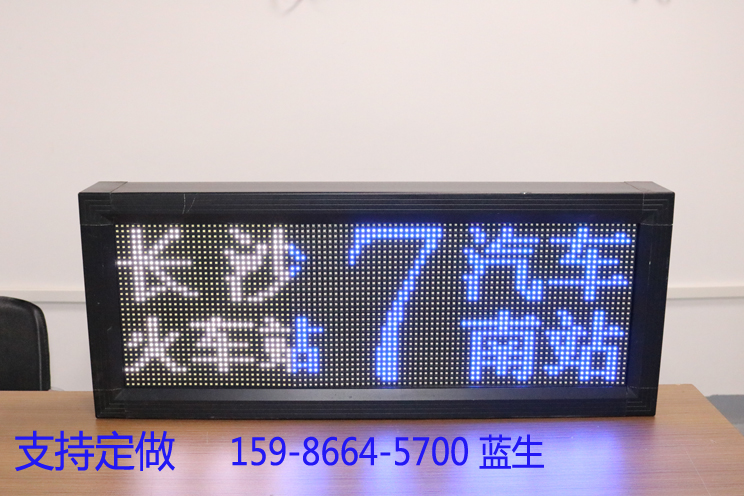 长沙 7 汽车
火车站 南站
支持定做 159-8664-5700 蓝生